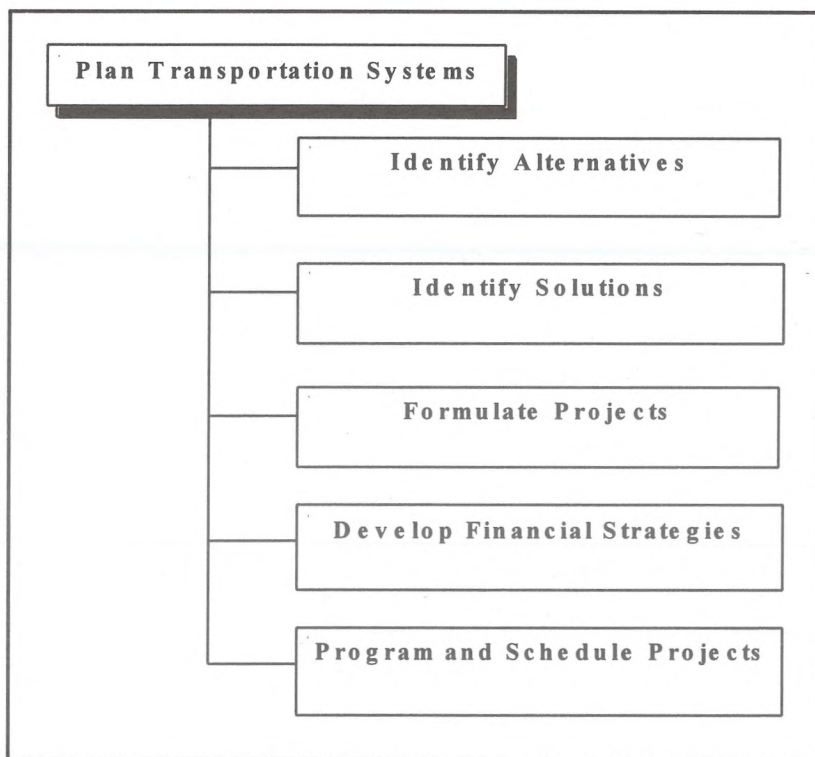 Plan Transportation Systems
Identify Alternatives
Identify Solutions
Formulate Projects
Develop Financial Strategies
Program and Schedule Projects